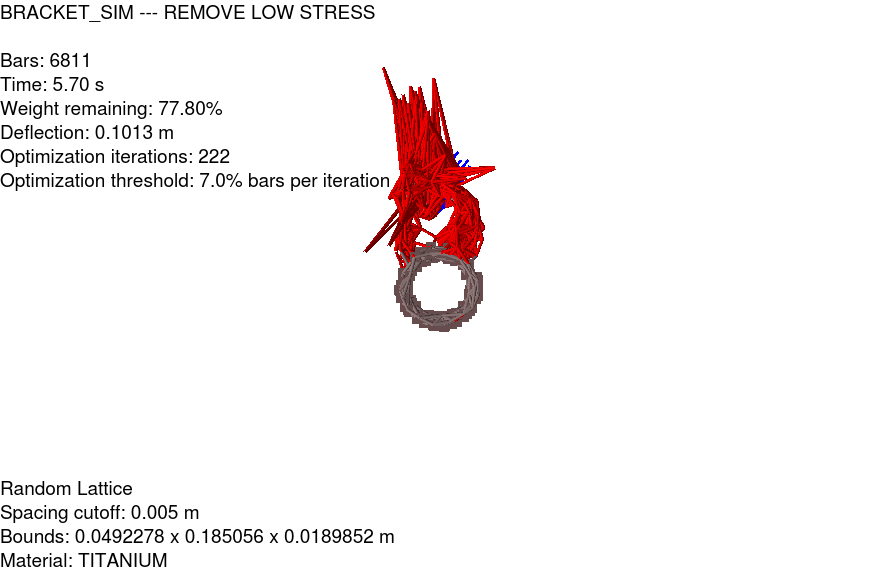 BRACKET_SIM --- REMOVE LOW STRESS
Bars: 6811
Time: 5.70 s
Weight remaining: 77.80%
Deflection: 0.1013 m
Optimization iterations: 222
Optimization threshold: 7.0% bars per iteration
Random Lattice
Spacing cutoff: 0.005 m
Bounds: 0.0492278 x 0.185056 x 0.0189852 m
Material: TITANIUM